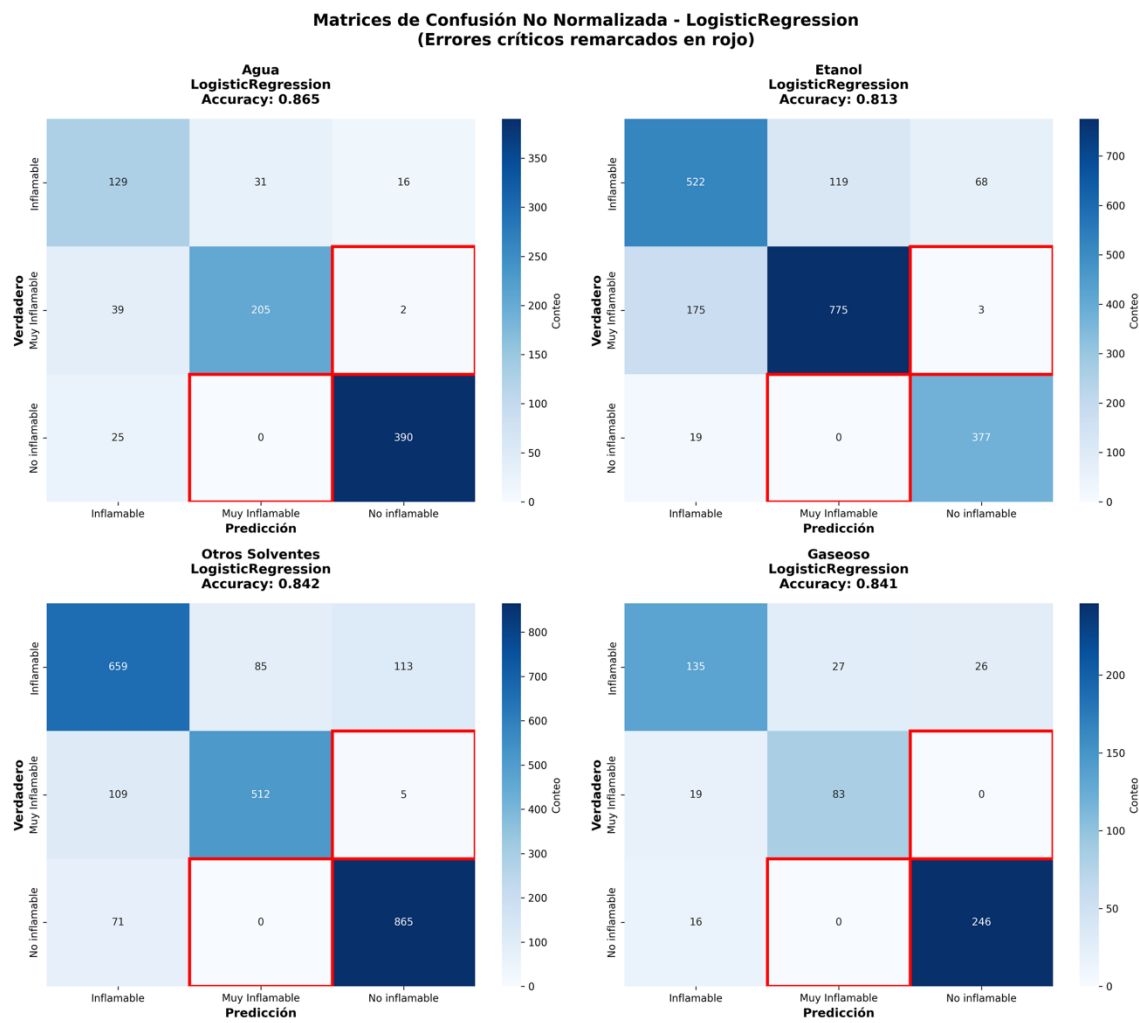 Matrices de Confusión No Normalizada - LogisticRegression
(Errores críticos remarcados en rojo)
Agua
LogisticRegression
Accuracy: 0.865
Verdadero
Inflamable
Muy Inflamable
No inflamable
129 31 16
39 205 2
25 0 390
Inflamable Muy Inflamable No inflamable
Predicción
350
300
250
200
150
100
50
0
Conteo
Etanol
LogisticRegression
Accuracy: 0.813
Verdadero
Inflamable
Muy Inflamable
No inflamable
522 119 68
175 775 3
19 0 377
Inflamable Muy Inflamable No inflamable
Predicción
700
600
500
400
300
200
100
0
Conteo
Otros Solventes
LogisticRegression
Accuracy: 0.842
Verdadero
Inflamable
Muy Inflamable
No inflamable
659 85 113
109 512 5
71 0 865
Inflamable Muy Inflamable No inflamable
Predicción
800
700
600
500
400
300
200
100
0
Conteo
Gaseoso
LogisticRegression
Accuracy: 0.841
Verdadero
Inflamable
Muy Inflamable
No inflamable
135 27 26
19 83 0
16 0 246
Inflamable Muy Inflamable No inflamable
Predicción
200
150
100
50
0
Conteo